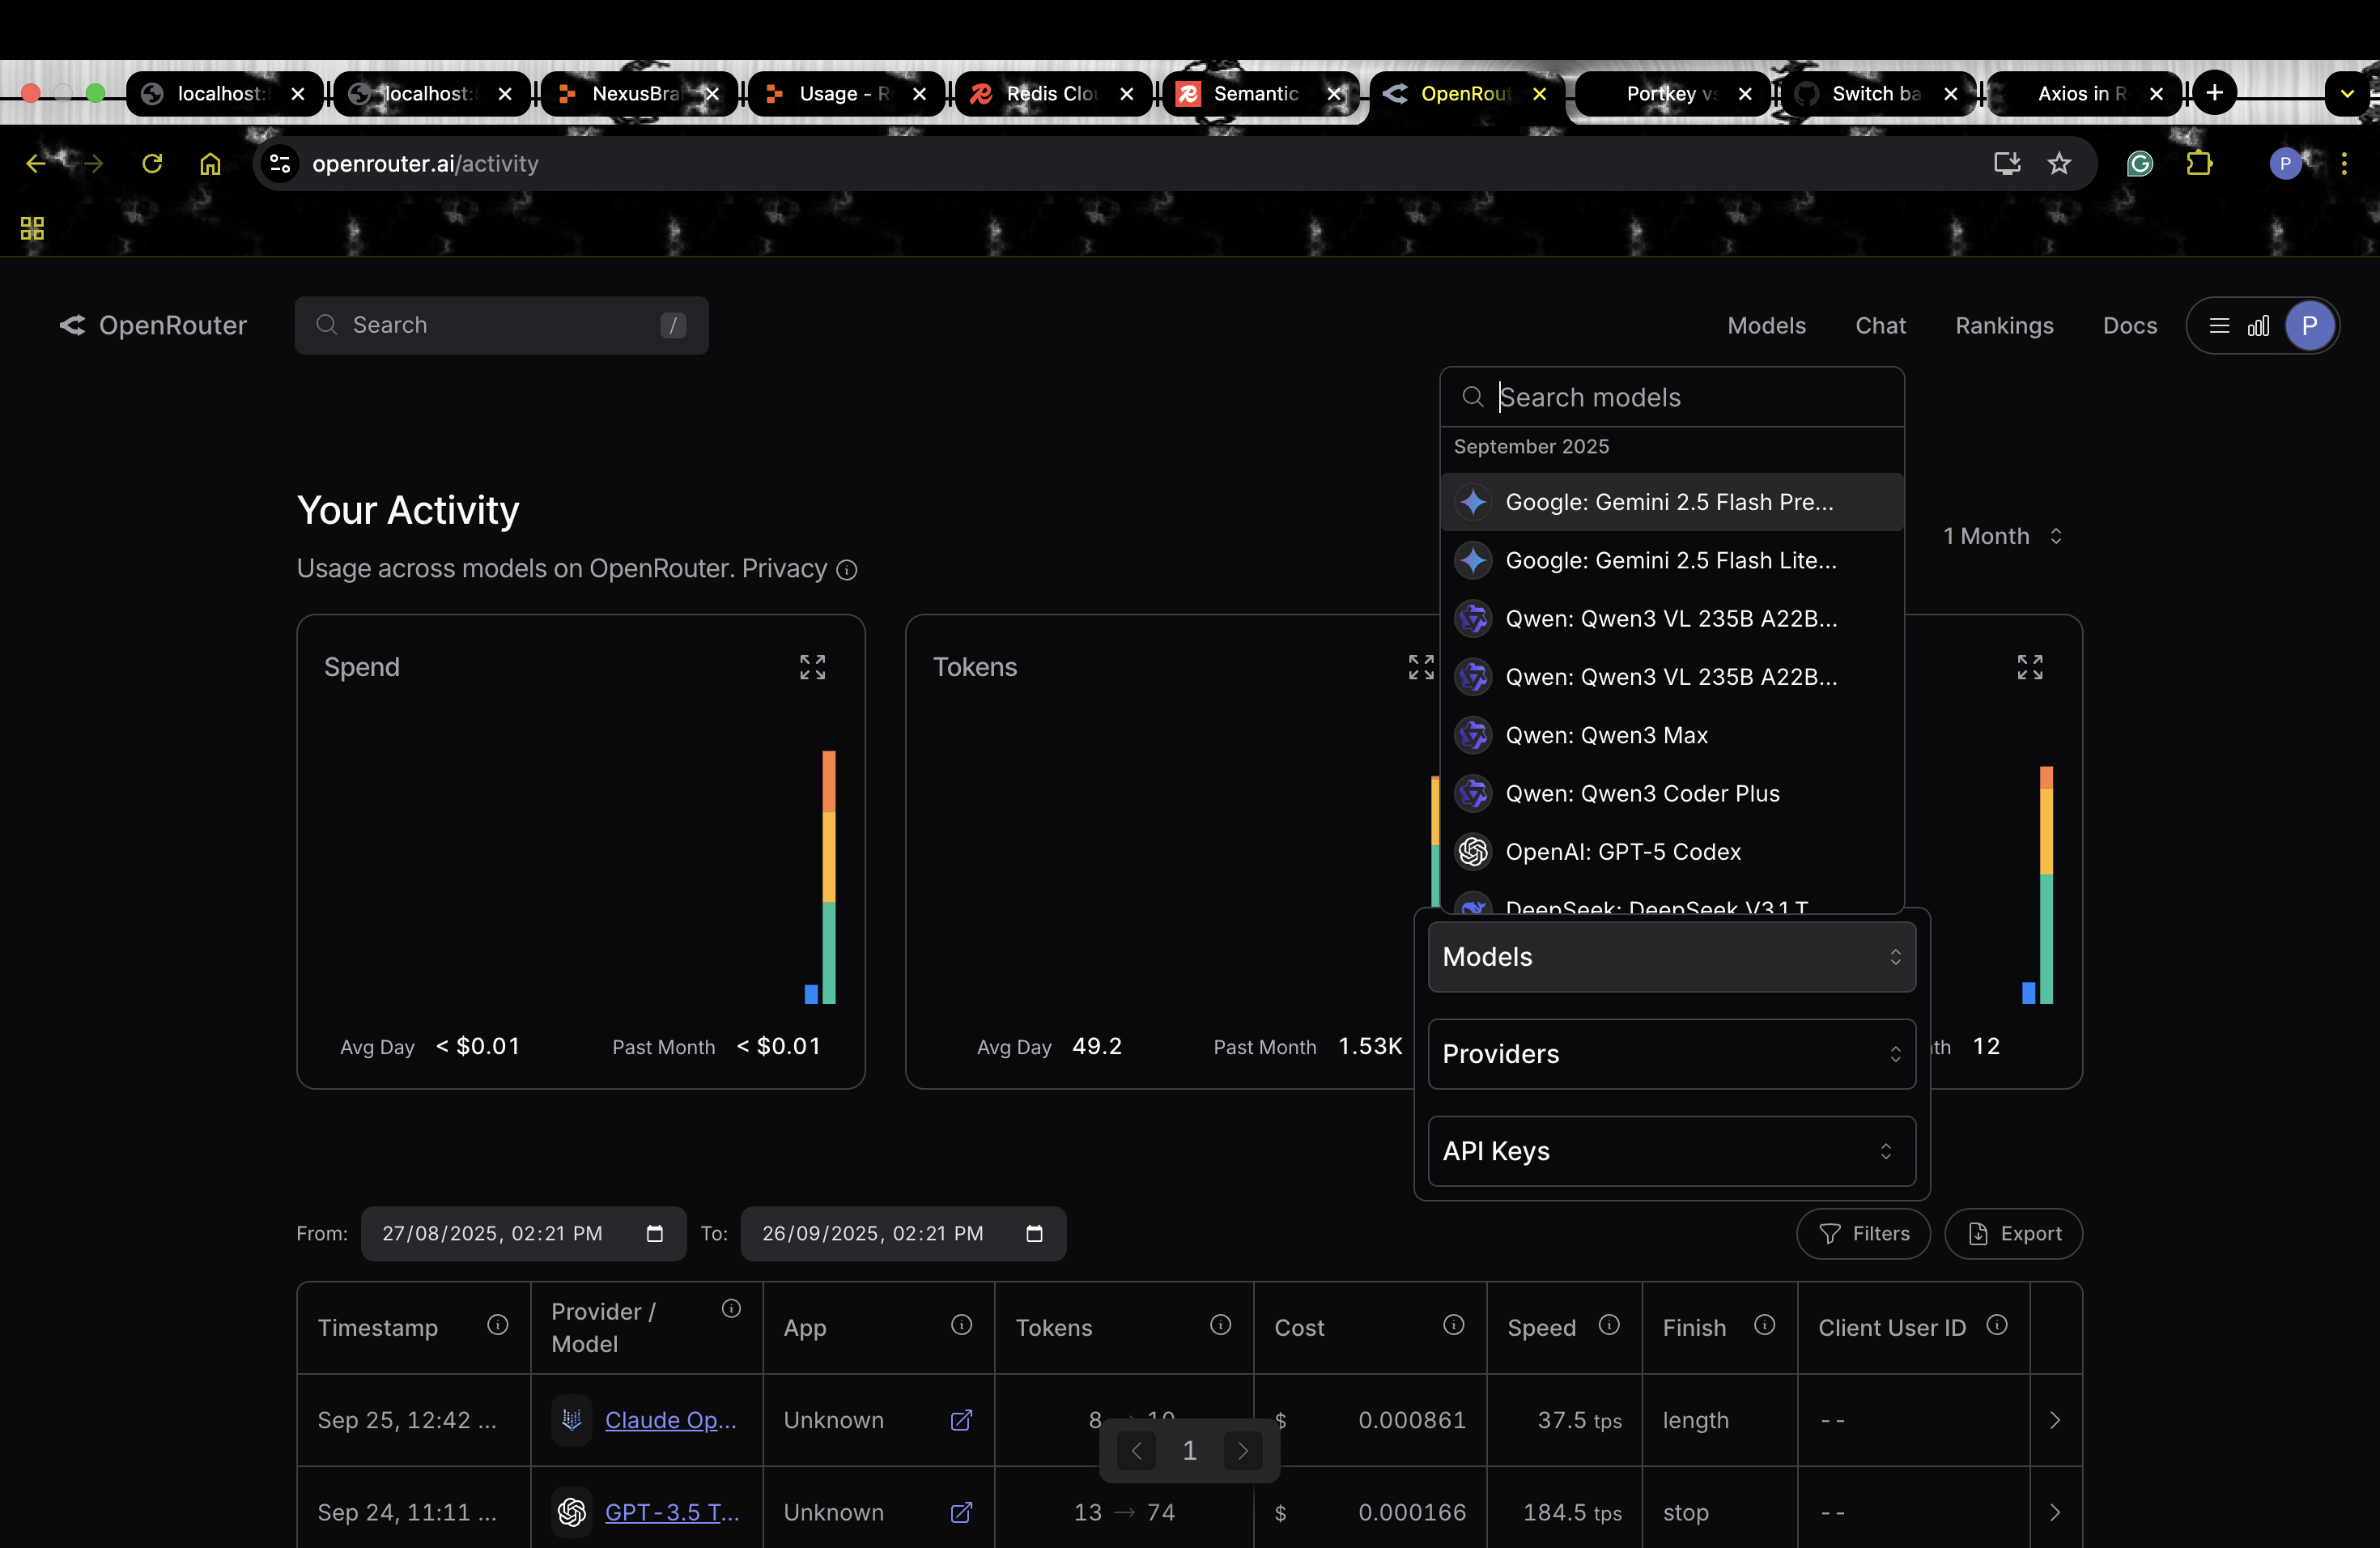 localhost:
localhost:
NexusBrai
Usage - R
Redis Clou
Semantic
OpenRout
Portkey vs
Switch ba
Axios in R
openrouter.ai/activity
OpenRouter
Search
/
Models
Chat
Rankings
Docs
P
P
Search models
September 2025
Google: Gemini 2.5 Flash Pre...
Google: Gemini 2.5 Flash Lite...
Qwen: Qwen3 VL 235B A22B...
Qwen: Qwen3 VL 235B A22B...
Qwen: Qwen3 Max
Qwen: Qwen3 Coder Plus
OpenAI: GPT-5 Codex
DeepSeek: DeepSeek V3.1 T
Your Activity
Usage across models on OpenRouter. Privacy
1 Month
Spend
Tokens
Avg Day < $0.01 Past Month < $0.01
Avg Day 49.2 Past Month 1.53K
th 12
Models
Providers
API Keys
From: 27/08/2025, 02:21 PM To: 26/09/2025, 02:21 PM
Filters
Export
Timestamp
Provider / Model
App
Tokens
Cost
Speed
Finish
Client User ID
Sep 25, 12:42 ... Claude Op... Unknown 8 → 10 $ 0.000861 37.5 tps length --
1
Sep 24, 11:11 ... GPT-3.5 T... Unknown 13 → 74 $ 0.000166 184.5 tps stop --